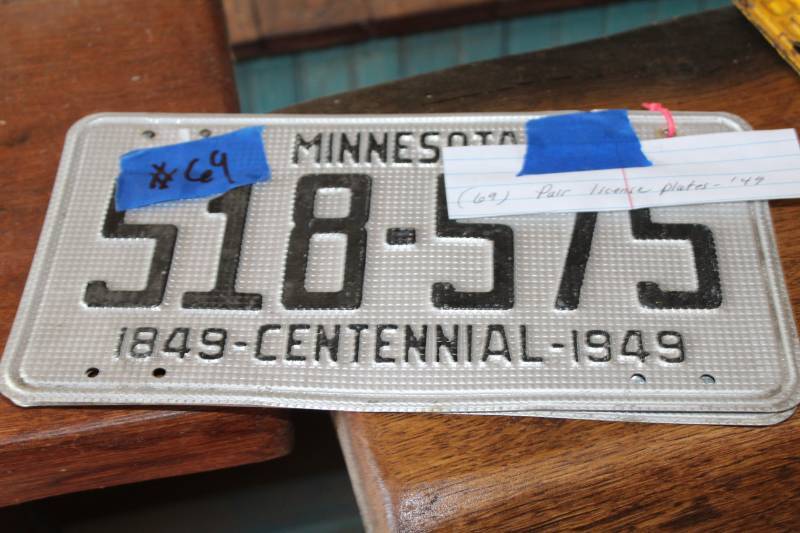 MINNESOTA
#69
(69) Pair license plates - '49
518-575
1849-CENTENNIAL-1949